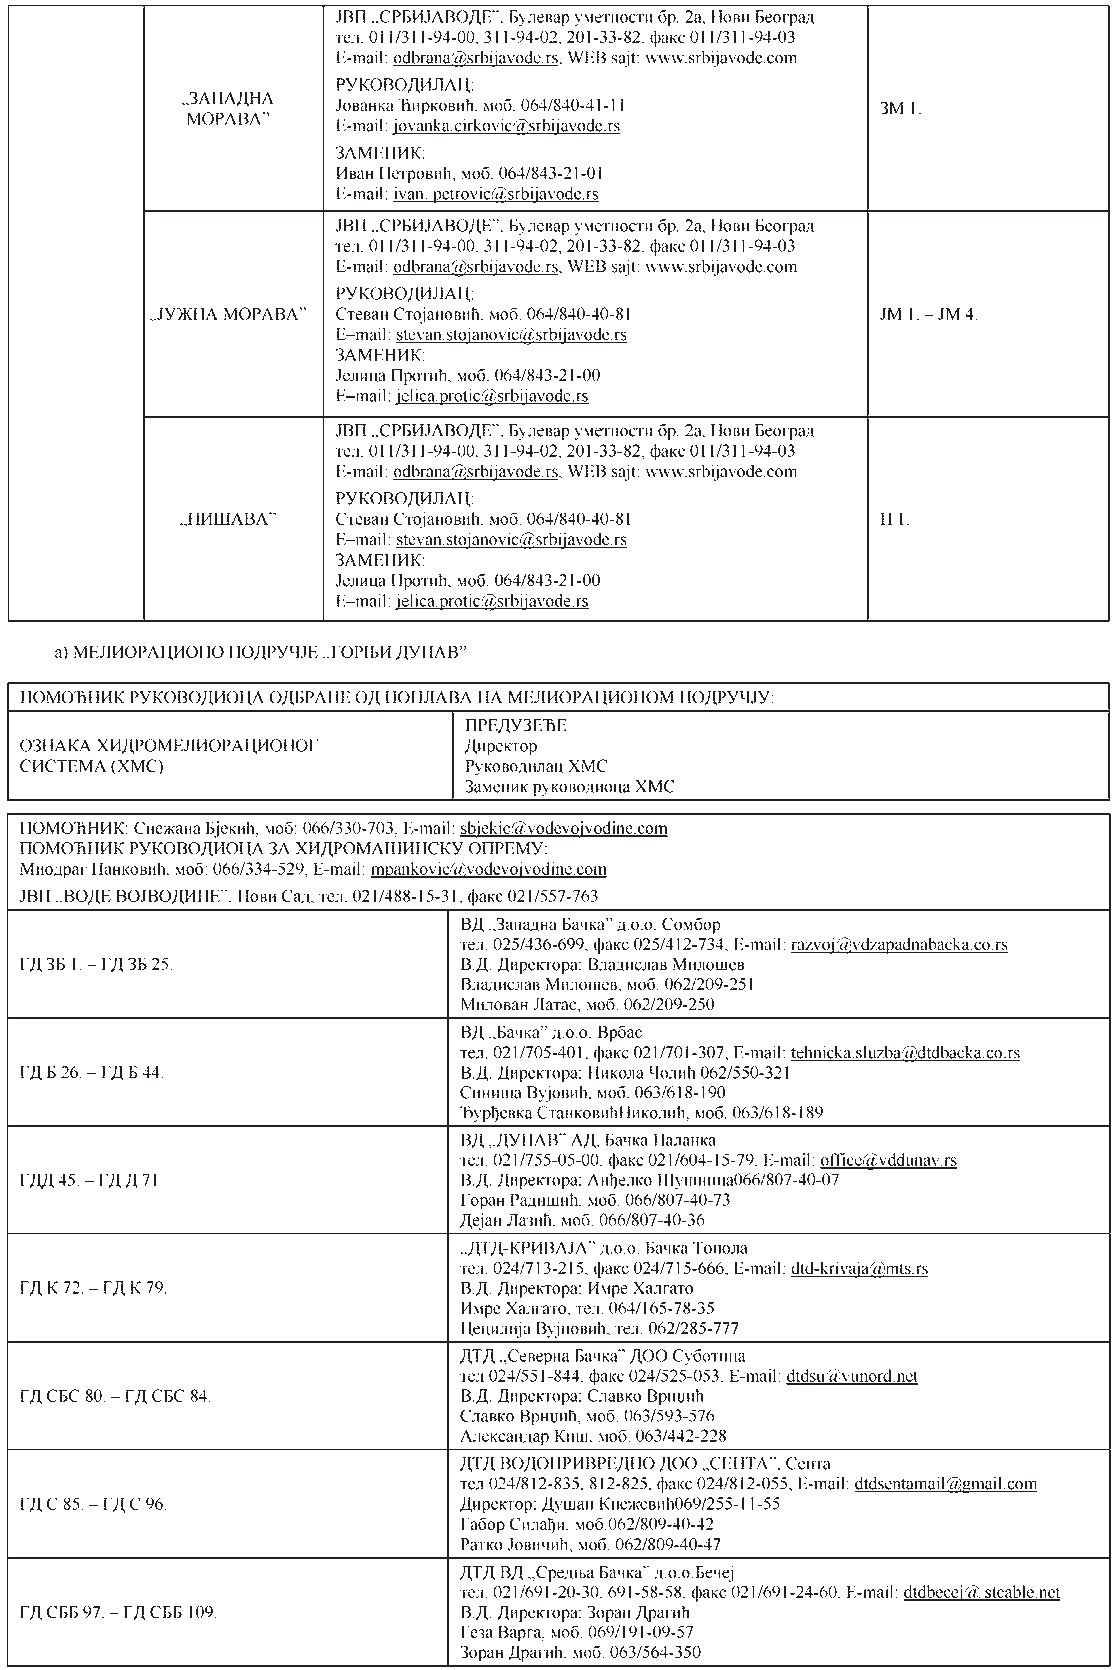 ЈВП „СРБИЈАВОДЕ”, Булевар уметности бр. 2а, Нови Београд
тел. 011/311-94-00, 311-94-02, 201-33-82, факс 011/311-94-03
E-mail: odbrana@srbijavode.rs, WEB sajt: www.srbijavode.com
РУКОВОДИЛАЦ:
„ЗАПАДНА
МОРАВА”
Јованка Ћирковић, моб. 064/840-41-11
E-mail: jovanka.cirkovic@srbijavode.rs
ЗМ 1.
ЗАМЕНИК:
Иван Петровић, моб. 064/843-21-01
E-mail: ivan. petrovic@srbijavode.rs
ЈВП „СРБИЈАВОДЕ”, Булевар уметности бр. 2а, Нови Београд
тел. 011/311-94-00, 311-94-02, 201-33-82, факс 011/311-94-03
E-mail: odbrana@srbijavode.rs, WEB sajt: www.srbijavode.com
РУКОВОДИЛАЦ:
„ЈУЖНА МОРАВА”
Стеван Стојановић, моб. 064/840-40-81
ЈМ 1. – ЈМ 4.
E–mail: stevan.stojanovic@srbijavode.rs
ЗАМЕНИК:
Јелица Протић, моб. 064/843-21-00
E–mail: jelica.protic@srbijavode.rs
ЈВП „СРБИЈАВОДЕ”, Булевар уметности бр. 2а, Нови Београд
тел. 011/311-94-00, 311-94-02, 201-33-82, факс 011/311-94-03
E-mail: odbrana@srbijavode.rs, WEB sajt: www.srbijavode.com
РУКОВОДИЛАЦ:
„НИШАВА”
Стеван Стојановић, моб. 064/840-40-81
Н 1.
E–mail: stevan.stojanovic@srbijavode.rs
ЗАМЕНИК:
Јелица Протић, моб. 064/843-21-00
E–mail: jelica.protic@srbijavode.rs
а) МЕЛИОРАЦИОНО ПОДРУЧЈЕ „ГОРЊИ ДУНАВ”
ПОМОЋНИК РУКОВОДИОЦА ОДБРАНЕ ОД ПОПЛАВА НА МЕЛИОРАЦИОНОМ ПОДРУЧЈУ:
ОЗНАКА ХИДРОМЕЛИОРАЦИОНОГ
СИСТЕМА (ХМС)
ПРЕДУЗЕЋЕ
Директор
Руководилац ХМС
Заменик руководиоца ХМС
ПОМОЋНИК: Снежана Бјекић, моб: 066/330-703, E-mail: sbjekic@vodevojvodine.com
ПОМОЋНИК РУКОВОДИОЦА ЗА ХИДРОМАШИНСКУ ОПРЕМУ:
Миодраг Панковић, моб: 066/334-529, E-mail: mpankovic@vodevojvodine.com
ЈВП „ВОДЕ ВОЈВОДИНЕ”, Нови Сад, тел. 021/488-15-31, факс 021/557-763
ГД ЗБ 1. – ГД ЗБ 25.
ВД „Западна Бачка” д.о.о. Сомбор
тел. 025/436-699, факс 025/412-734, E-mail: razvoj@vdzapadnabacka.co.rs
В.Д. Директора: Владислав Милошев
Владислав Милошев, моб. 062/209-251
Милован Латас, моб. 062/209-250
ГД Б 26. – ГД Б 44.
ВД „Бачка” д.о.о. Врбас
тел. 021/705-401, факс 021/701-307, E-mail: tehnicka.sluzba@dtdbacka.co.rs
В.Д. Директора: Никола Чолић 062/550-321
Синиша Вујовић, моб. 063/618-190
Ђурђевка СтанковићНиколић, моб. 063/618-189
ГДД 45. – ГД Д 71
ВД „ДУНАВ” АД, Бачка Паланка
тел. 021/755-05-00, факс 021/604-15-79, E-mail: office@vddunav.rs
В.Д. Директора: Анђелко Шушница066/807-40-07
Горан Радишић, моб. 066/807-40-73
Дејан Лазић, моб. 066/807-40-36
ГД К 72. – ГД К 79.
„ДТД-КРИВАЈА” д.о.о. Бачка Топола
тел. 024/713-215, факс 024/715-666, E-mail: dtd-krivaja@mts.rs
В.Д. Директора: Имре Халгато
Имре Халгато, тел. 064/165-78-35
Цецилија Вујновић, тел. 062/285-777
ГД СБС 80. – ГД СБС 84.
ДТД „Северна Бачка” ДОО Суботица
тел 024/551-844, факс 024/525-053, E-mail: dtdsu@yunord.net
В.Д. Директора: Славко Врнџић
Славко Врнџић, моб. 063/593-576
Александар Киш, моб. 063/442-228
ГД С 85. – ГД С 96.
ДТД ВОДОПРИВРЕДНО ДОО „СЕНТА”, Сента
тел 024/812-835, 812-825, факс 024/812-055, E-mail: dtdsentamail@gmail.com
Директор: Душан Кнежевић069/255-11-55
Габор Силађи, моб.062/809-40-42
Ратко Јовичић, моб. 062/809-40-47
ГД СББ 97. – ГД СББ 109.
ДТД ВД „Средња Бачка” д.о.о.Бечеј
тел. 021/691-20-30, 691-58-58, факс 021/691-24-60, E-mail: dtdbecej@ stcable.net
В.Д. Директора: Зоран Драгић
Геза Варга, моб. 069/191-09-57
Зоран Драгић, моб. 063/564-350